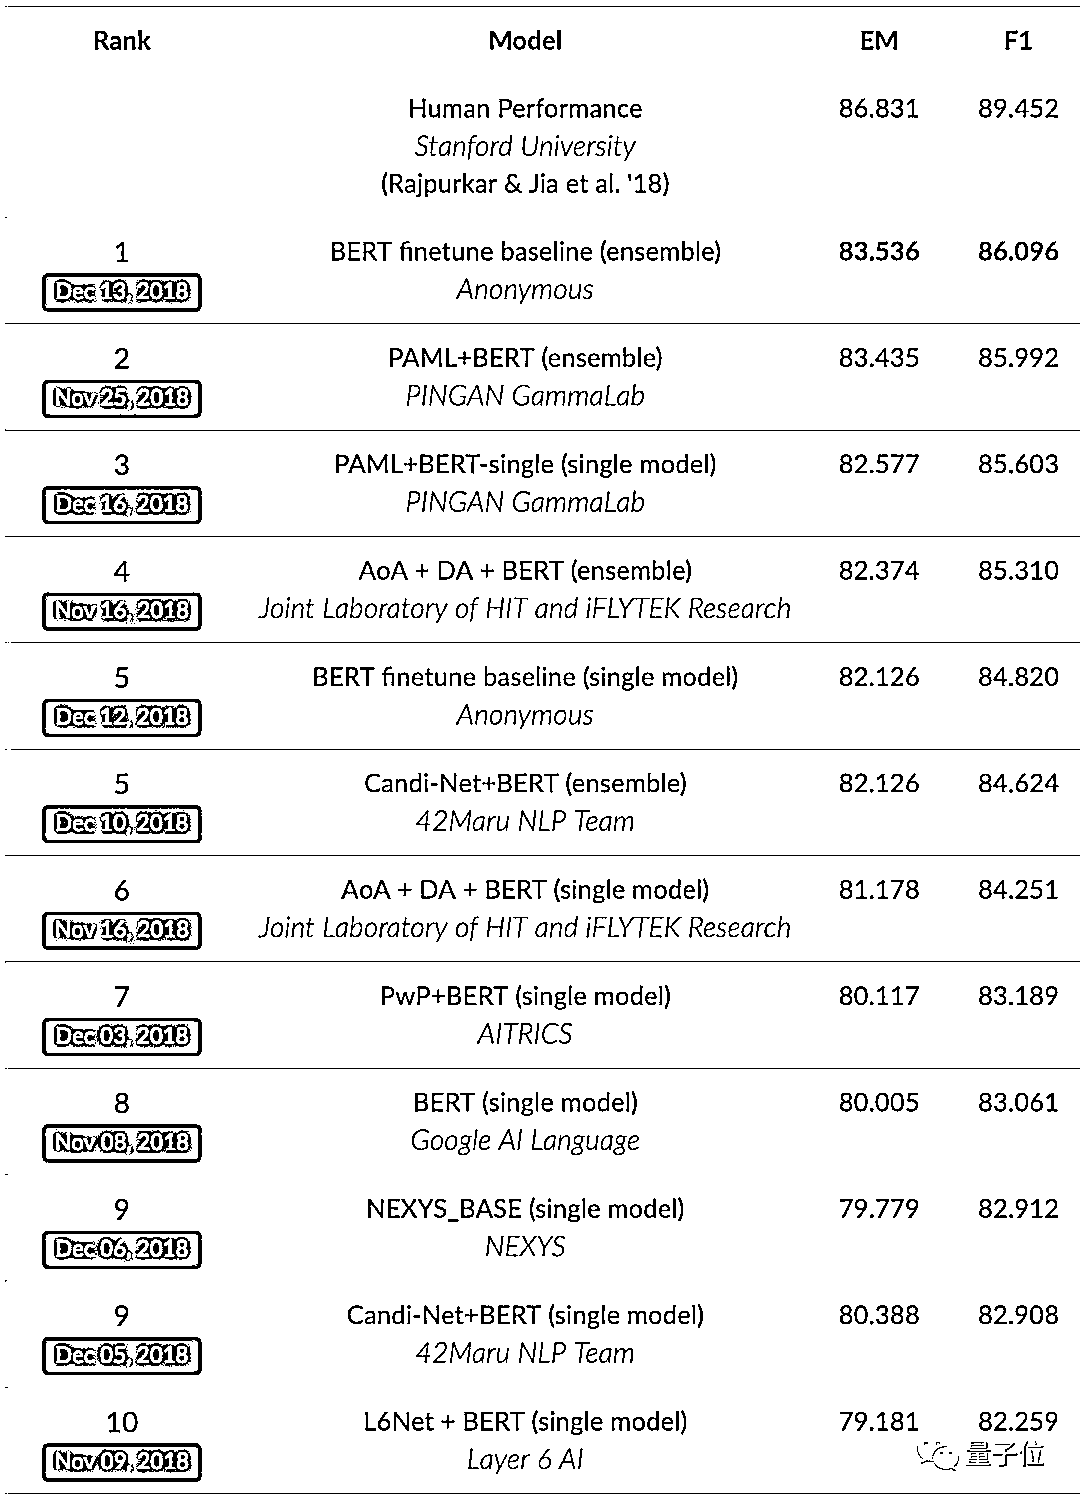 Rank Model EM F1
Human Performance 86.831 89.452
Stanford University
(Rajpurkar & Jia et al. '18)
1 BERT finetune baseline (ensemble) 83.536 86.096
Dec 13, 2018 Anonymous
2 PAML+BERT (ensemble) 83.435 85.992
Nov 25, 2018 PINGAN GammaLab
3 PAML+BERT-single (single model) 82.577 85.603
Dec 16, 2018 PINGAN GammaLab
4 AoA + DA + BERT (ensemble) 82.374 85.310
Nov 16, 2018 Joint Laboratory of HIT and iFLYTEK Research
5 BERT finetune baseline (single model) 82.126 84.820
Dec 12, 2018 Anonymous
5 Candi-Net+BERT (ensemble) 82.126 84.624
Dec 10, 2018 42Maru NLP Team
6 AoA + DA + BERT (single model) 81.178 84.251
Nov 16, 2018 Joint Laboratory of HIT and iFLYTEK Research
7 PwP+BERT (single model) 80.117 83.189
Dec 03, 2018 AITRICS
8 BERT (single model) 80.005 83.061
Nov 08, 2018 Google AI Language
9 NEXYS_BASE (single model) 79.779 82.912
Dec 06, 2018 NEXYS
9 Candi-Net+BERT (single model) 80.388 82.908
Dec 05, 2018 42Maru NLP Team
10 L6Net + BERT (single model) 79.181 82.259
Nov 09, 2018 Layer 6 AI 量子位